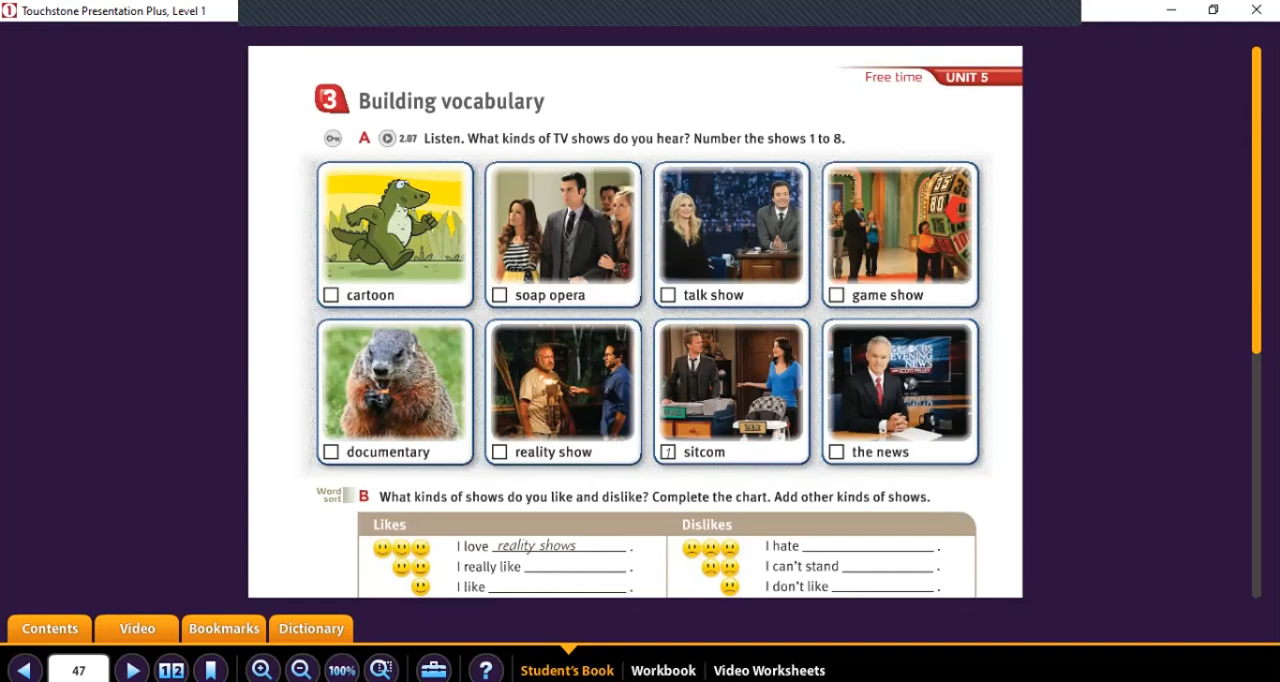 Touchstone Presentation Plus, Level 1
Free time UNIT 5
3 Building vocabulary
A 2.07 Listen. What kinds of TV shows do you hear? Number the shows 1 to 8.
cartoon
soap opera
talk show
game show
documentary
reality show
1 sitcom
the news
CBS EVENING NEWS
Word sort B What kinds of shows do you like and dislike? Complete the chart. Add other kinds of shows.
Likes
Dislikes
I love reality shows .
I hate .
I really like .
I can't stand .
I like .
I don't like .
Contents Video Bookmarks Dictionary
47 12 100% ? Student's Book Workbook Video Worksheets